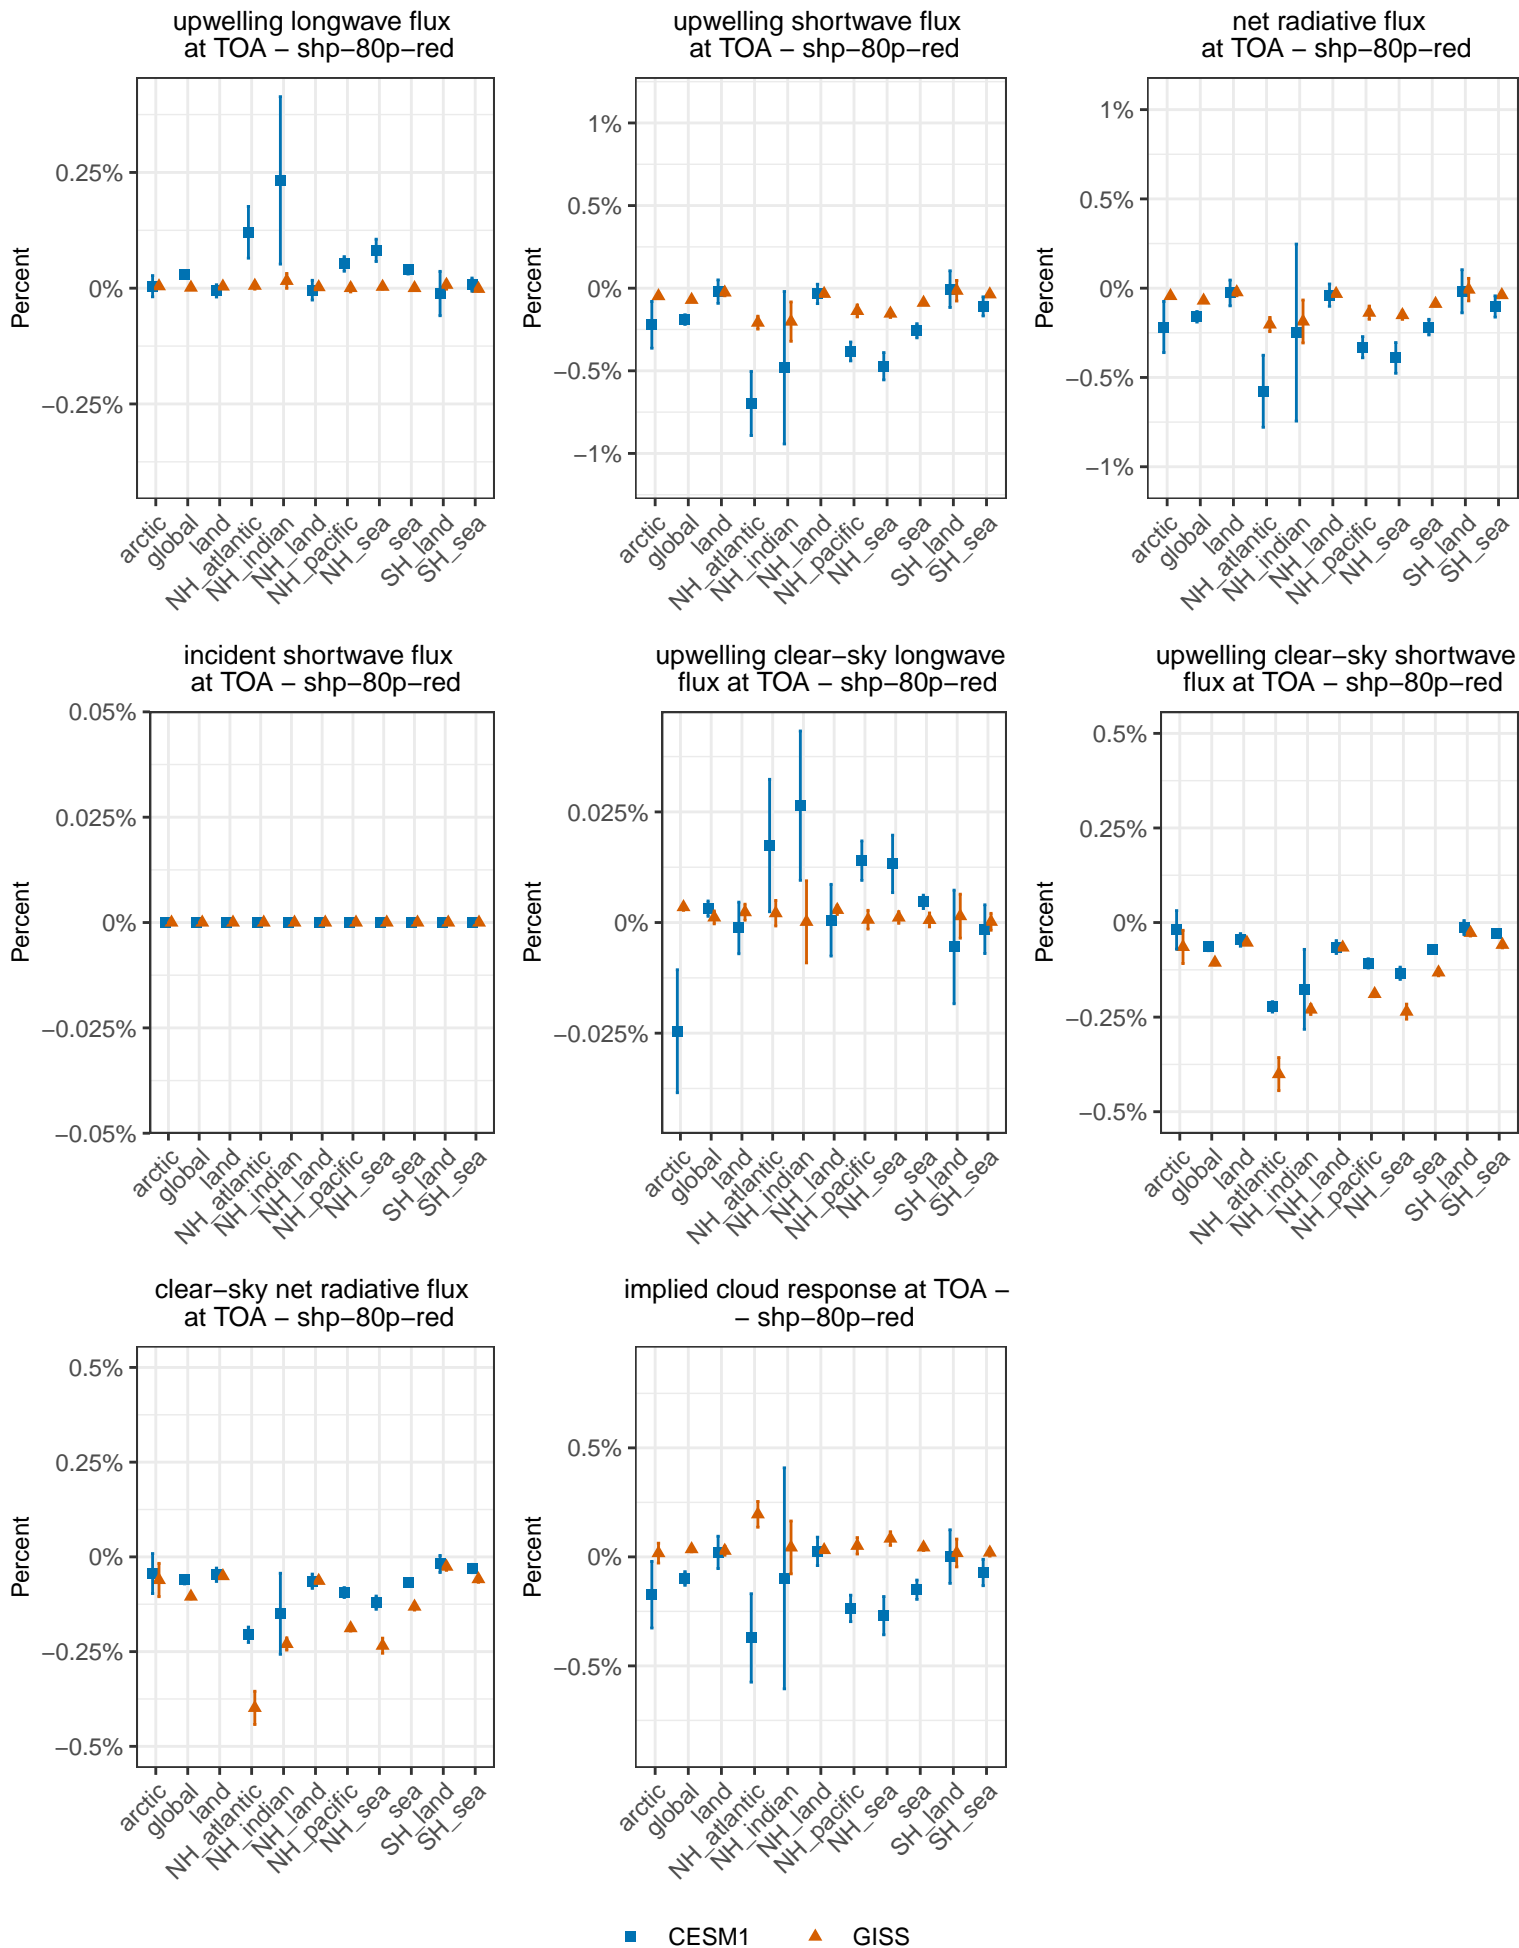 upwelling longwave flux
at TOA − shp−80p−red
Percent
0.25%
0%
−0.25%
arctic
global
land
NH_atlantic
NH_indian
NH_land
NH_pacific
NH_sea
sea
SH_land
SH_sea
upwelling shortwave flux
at TOA − shp−80p−red
Percent
1%
0.5%
0%
−0.5%
−1%
arctic
global
land
NH_atlantic
NH_indian
NH_land
NH_pacific
NH_sea
sea
SH_land
SH_sea
net radiative flux
at TOA − shp−80p−red
Percent
1%
0.5%
0%
−0.5%
−1%
arctic
global
land
NH_atlantic
NH_indian
NH_land
NH_pacific
NH_sea
sea
SH_land
SH_sea
incident shortwave flux
at TOA − shp−80p−red
Percent
0.05%
0.025%
0%
−0.025%
−0.05%
arctic
global
land
NH_atlantic
NH_indian
NH_land
NH_pacific
NH_sea
sea
SH_land
SH_sea
upwelling clear−sky longwave
flux at TOA − shp−80p−red
Percent
0.025%
0%
−0.025%
arctic
global
land
NH_atlantic
NH_indian
NH_land
NH_pacific
NH_sea
sea
SH_land
SH_sea
upwelling clear−sky shortwave
flux at TOA − shp−80p−red
Percent
0.5%
0.25%
0%
−0.25%
−0.5%
arctic
global
land
NH_atlantic
NH_indian
NH_land
NH_pacific
NH_sea
sea
SH_land
SH_sea
clear−sky net radiative flux
at TOA − shp−80p−red
Percent
0.5%
0.25%
0%
−0.25%
−0.5%
arctic
global
land
NH_atlantic
NH_indian
NH_land
NH_pacific
NH_sea
sea
SH_land
SH_sea
implied cloud response at TOA −
− shp−80p−red
Percent
0.5%
0%
−0.5%
arctic
global
land
NH_atlantic
NH_indian
NH_land
NH_pacific
NH_sea
sea
SH_land
SH_sea
CESM1
GISS